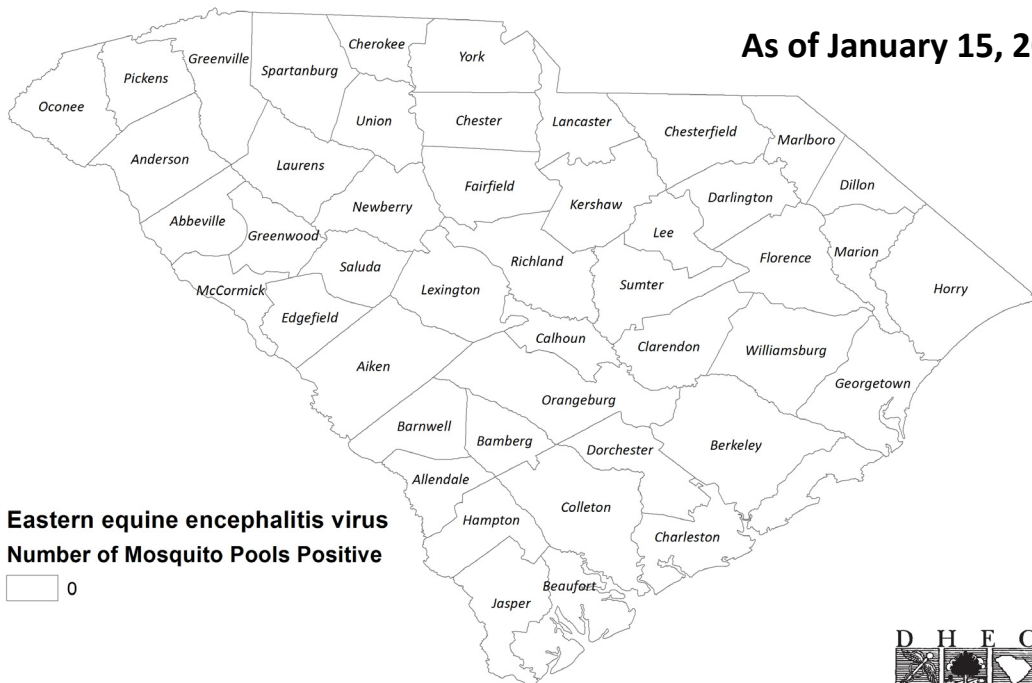 As of January 15, 2
Cherokee
York
Greenville
Spartanburg
Pickens
Oconee
Union
Chester
Lancaster
Chesterfield
Marlboro
Anderson
Laurens
Fairfield
Dillon
Darlington
Kershaw
Newberry
Abbeville
Greenwood
Lee
Florence
Marion
Richland
Saluda
Sumter
Horry
McCormick
Lexington
Edgefield
Calhoun
Clarendon
Williamsburg
Aiken
Georgetown
Orangeburg
Barnwell
Bamberg
Dorchester
Berkeley
Allendale
Colleton
Hampton
Charleston
Beaufort
Jasper
Eastern equine encephalitis virus
Number of Mosquito Pools Positive
0
D H E C